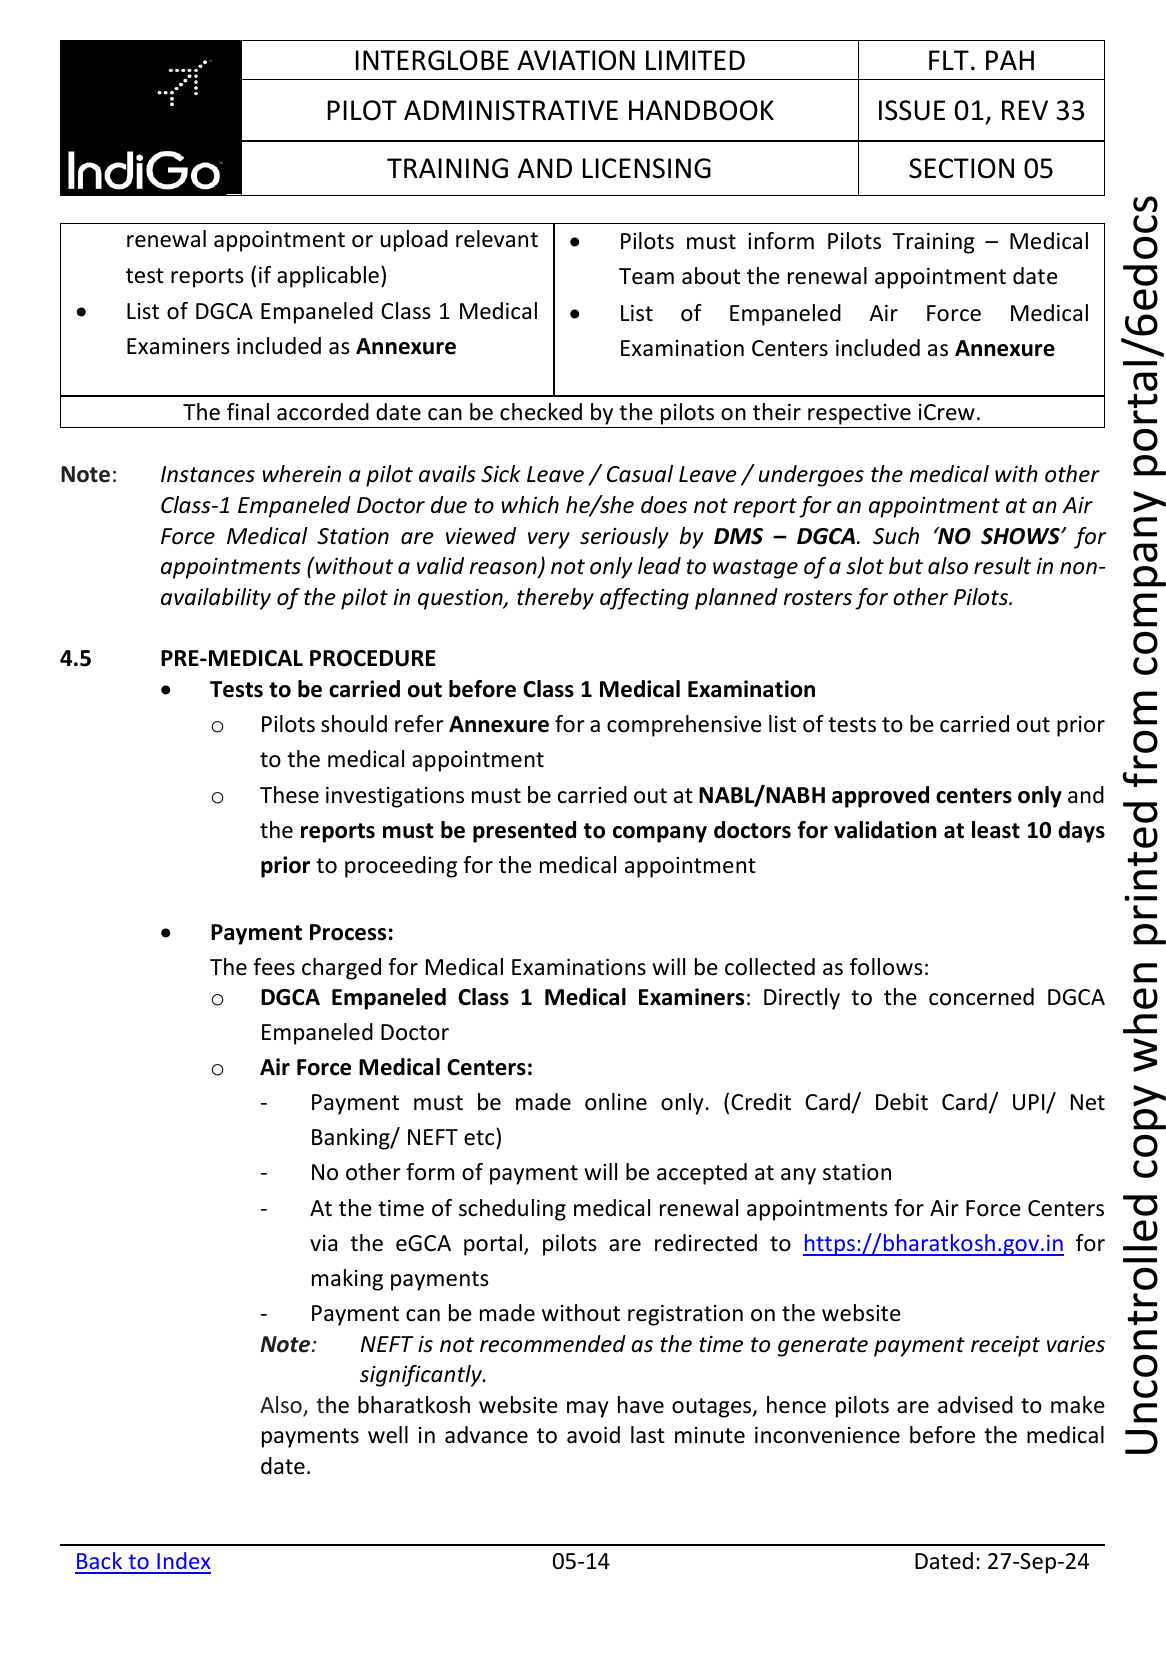 IndiGo
INTERGLOBE AVIATION LIMITED
FLT. PAH
PILOT ADMINISTRATIVE HANDBOOK
ISSUE 01, REV 33
TRAINING AND LICENSING
SECTION 05
renewal appointment or upload relevant
test reports (if applicable)
• List of DGCA Empaneled Class 1 Medical
Examiners included as Annexure
• Pilots must inform Pilots Training – Medical
Team about the renewal appointment date
• List of Empaneled Air Force Medical
Examination Centers included as Annexure
The final accorded date can be checked by the pilots on their respective iCrew.
Note: Instances wherein a pilot avails Sick Leave / Casual Leave / undergoes the medical with other
Class-1 Empaneled Doctor due to which he/she does not report for an appointment at an Air
Force Medical Station are viewed very seriously by DMS – DGCA. Such ‘NO SHOWS’ for
appointments (without a valid reason) not only lead to wastage of a slot but also result in non-
availability of the pilot in question, thereby affecting planned rosters for other Pilots.
4.5 PRE-MEDICAL PROCEDURE
• Tests to be carried out before Class 1 Medical Examination
o Pilots should refer Annexure for a comprehensive list of tests to be carried out prior
to the medical appointment
o These investigations must be carried out at NABL/NABH approved centers only and
the reports must be presented to company doctors for validation at least 10 days
prior to proceeding for the medical appointment
• Payment Process:
The fees charged for Medical Examinations will be collected as follows:
o DGCA Empaneled Class 1 Medical Examiners: Directly to the concerned DGCA
Empaneled Doctor
o Air Force Medical Centers:
- Payment must be made online only. (Credit Card/ Debit Card/ UPI/ Net
Banking/ NEFT etc)
- No other form of payment will be accepted at any station
- At the time of scheduling medical renewal appointments for Air Force Centers
via the eGCA portal, pilots are redirected to https://bharatkosh.gov.in for
making payments
- Payment can be made without registration on the website
Note: NEFT is not recommended as the time to generate payment receipt varies
significantly.
Also, the bharatkosh website may have outages, hence pilots are advised to make
payments well in advance to avoid last minute inconvenience before the medical
date.
Back to Index
05-14
Dated: 27-Sep-24
Uncontrolled copy when printed from company portal/6edocs